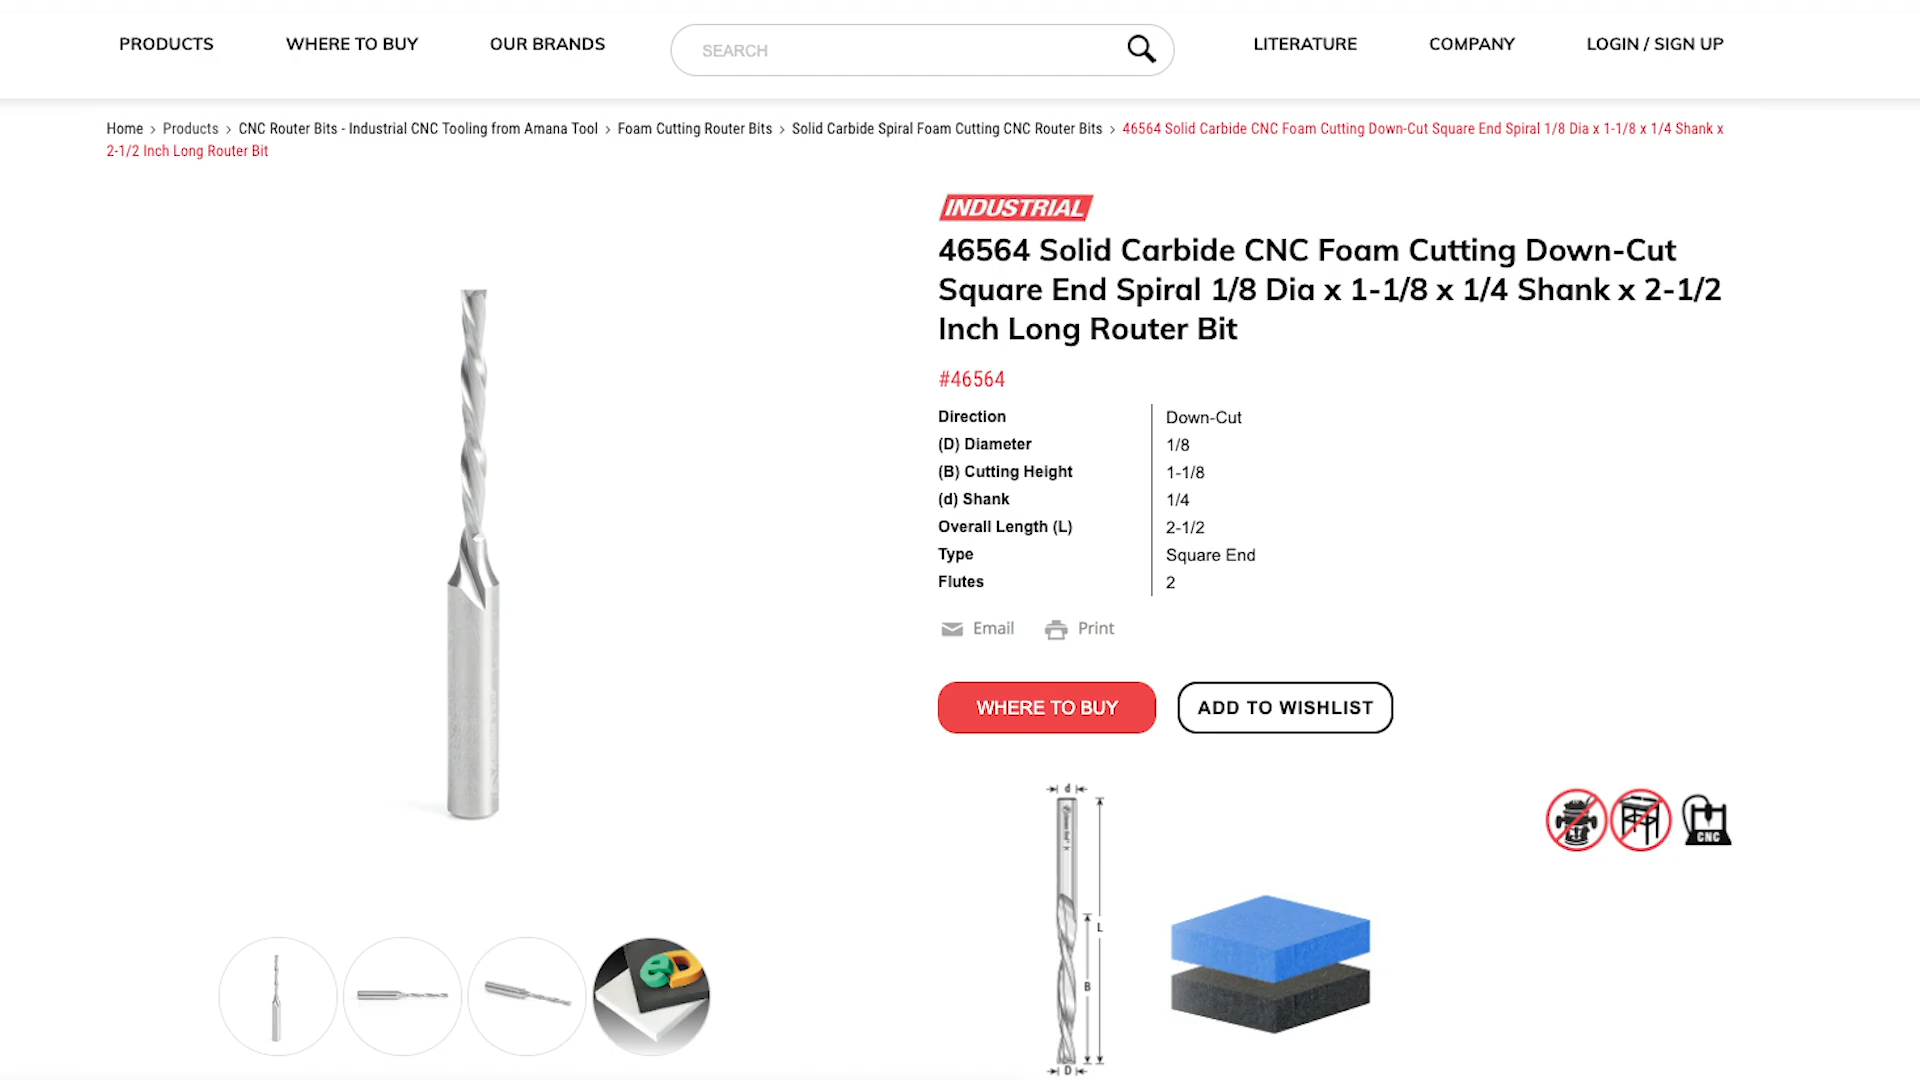 PRODUCTS
WHERE TO BUY
OUR BRANDS
SEARCH
LITERATURE
COMPANY
LOGIN / SIGN UP
Home › Products › CNC Router Bits - Industrial CNC Tooling from Amana Tool › Foam Cutting Router Bits › Solid Carbide Spiral Foam Cutting CNC Router Bits › 46564 Solid Carbide CNC Foam Cutting Down-Cut Square End Spiral 1/8 Dia x 1-1/8 x 1/4 Shank x
2-1/2 Inch Long Router Bit
INDUSTRIAL
46564 Solid Carbide CNC Foam Cutting Down-Cut
Square End Spiral 1/8 Dia x 1-1/8 x 1/4 Shank x 2-1/2
Inch Long Router Bit
#46564
Direction Down-Cut
(D) Diameter 1/8
(B) Cutting Height 1-1/8
(d) Shank 1/4
Overall Length (L) 2-1/2
Type Square End
Flutes 2
Email
Print
WHERE TO BUY
ADD TO WISHLIST
d
L
B
D
CNC
eD